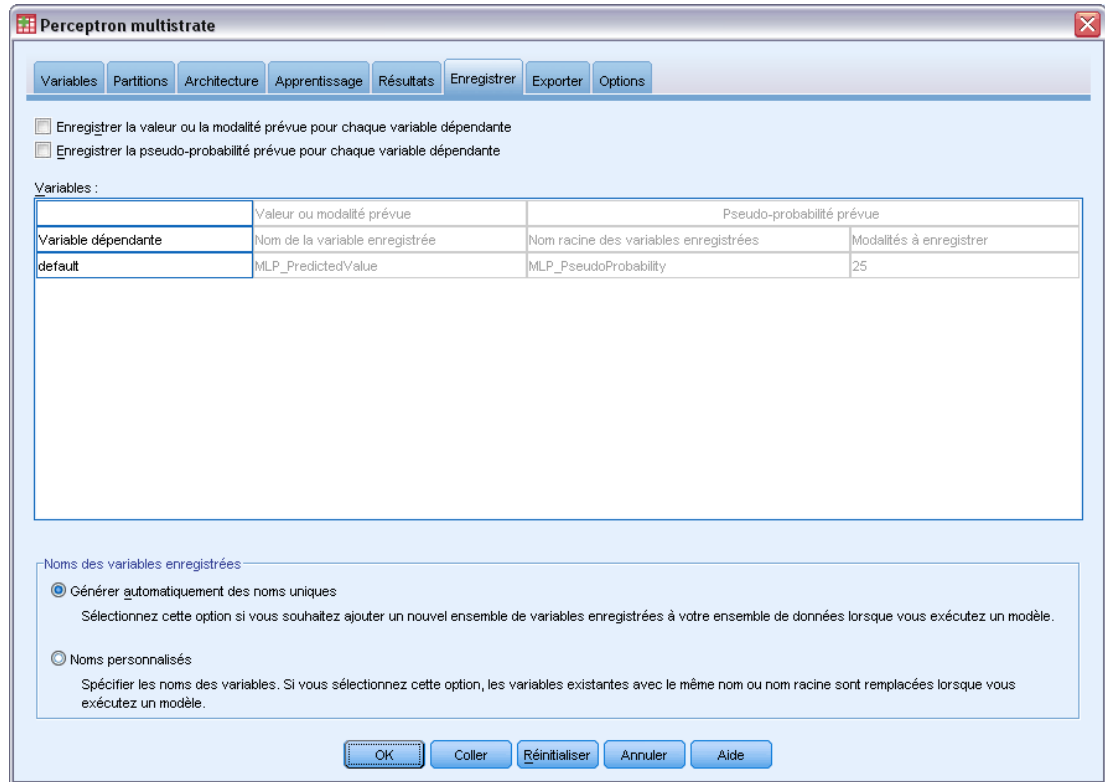 Perceptron multistrate
Variables Partitions Architecture Apprentissage Résultats Enregistrer Exporter Options
Enregistrer la valeur ou la modalité prévue pour chaque variable dépendante
Enregistrer la pseudo-probabilité prévue pour chaque variable dépendante
Variables :
Valeur ou modalité prévue Pseudo-probabilité prévue
Variable dépendante Nom de la variable enregistrée Nom racine des variables enregistrées Modalités à enregistrer
default MLP_PredictedValue MLP_PseudoProbability 25
Noms des variables enregistrées
Générer automatiquement des noms uniques
Sélectionnez cette option si vous souhaitez ajouter un nouvel ensemble de variables enregistrées à votre ensemble de données lorsque vous exécutez un modèle.
Noms personnalisés
Spécifier les noms des variables. Si vous sélectionnez cette option, les variables existantes avec le même nom ou nom racine sont remplacées lorsque vous
exécutez un modèle.
OK Coller Réinitialiser Annuler Aide